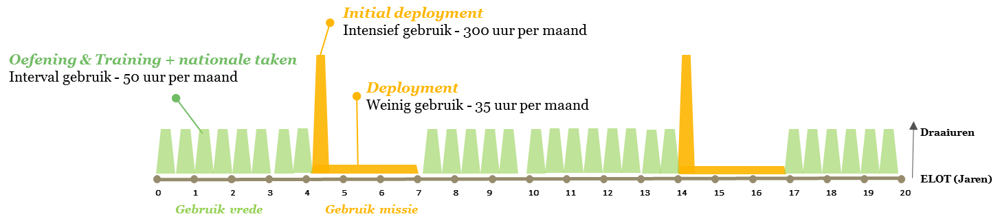 Initial deployment
Intensief gebruik - 300 uur per maand
Oefening & Training + nationale taken
Interval gebruik - 50 uur per maand
Deployment
Weinig gebruik - 35 uur per maand
Draaiuren
ELOT (Jaren)
0 1 2 3 4 5 6 7 8 9 10 11 12 13 14 15 16 17 18 19 20
Gebruik vrede
Gebruik missie